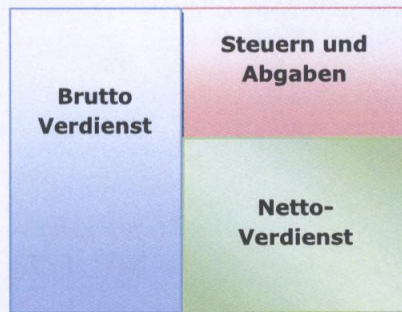 Brutto
Verdienst
Steuern und
Abgaben
Netto-
Verdienst